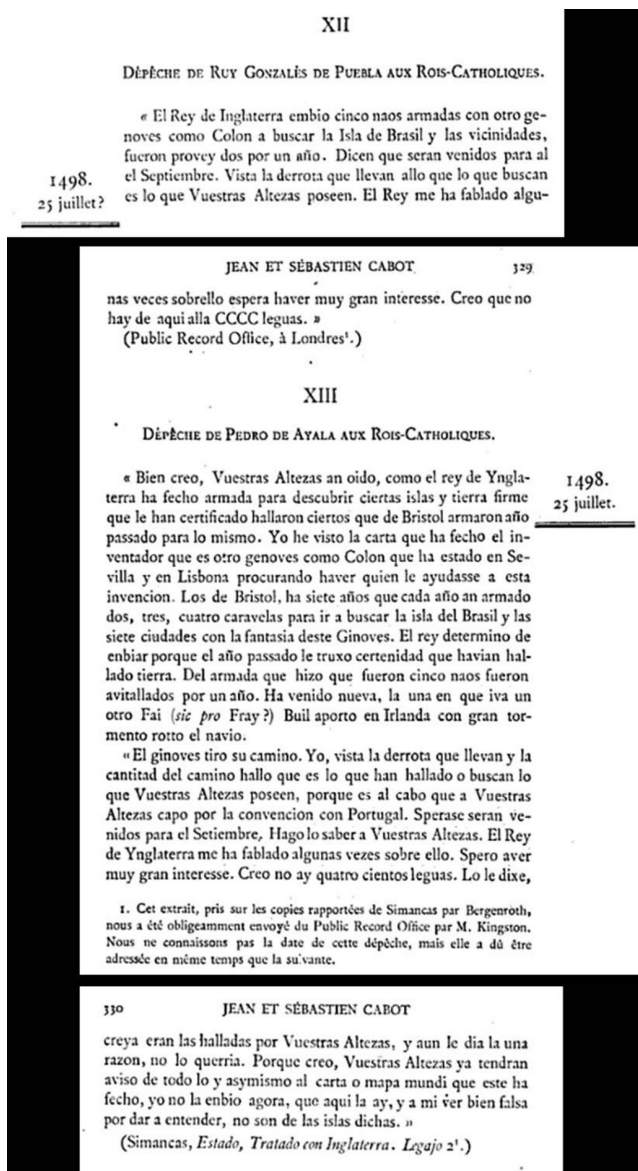 XII
DÉPÊCHE DE RUY GONZALÈS DE PUEBLA AUX ROIS-CATHOLIQUES.
« El Rey de Inglaterra embio cinco naos armadas con otro ge-
noves como Colon a buscar la Isla de Brasil y las vicinidades,
fueron provey dos por un año. Dicen que seran venidos para al
el Septiembre. Vista la derrota que llevan allo que lo que buscan
es lo que Vuestras Altezas poseen. El Rey me ha fablado algu-
1498.
25 juillet?
JEAN ET SÉBASTIEN CABOT 329
nas veces sobrello espera haver muy gran interesse. Creo que no
hay de aqui alla CCCC leguas. »
(Public Record Office, à Londres¹.)
XIII
DÉPÊCHE DE PEDRO DE AYALA AUX ROIS-CATHOLIQUES.
« Bien creo, Vuestras Altezas an oido, como el rey de Yngla-
terra ha fecho armada para descubrir ciertas islas y tierra firme
que le han certificado hallaron ciertos que de Bristol armaron año
passado para lo mismo. Yo he visto la carta que ha fecho el in-
ventador que es otro genoves como Colon que ha estado en Se-
villa y en Lisbona procurando haver quien le ayudasse a esta
invencion. Los de Bristol, ha siete años que cada año an armado
dos, tres, cuatro caravelas para ir a buscar la isla del Brasil y las
siete ciudades con la fantasia deste Ginoves. El rey determino de
enbiar porque el año passado le truxo certenidad que havian hal-
lado tierra. Del armada que hizo que fueron cinco naos fueron
avitallados por un año. Ha venido nueva, la una en que iva un
otro Fai (sic pro Fray?) Buil aporto en Irlanda con gran tor-
mento rotto el navio.
« El ginoves tiro su camino. Yo, vista la derrota que llevan y la
cantitad del camino hallo que es lo que han hallado o buscan lo
que Vuestras Altezas poseen, porque es al cabo que a Vuestras
Altezas capo por la convencion con Portugal. Sperase seran ve-
nidos para el Setiembre, Hago lo saber a Vuestras Altezas. El Rey
de Ynglaterra me ha fablado algunas vezes sobre ello. Spero aver
muy gran interesse. Creo no ay quatro cientos leguas. Lo le dixe,
1498.
25 juillet.
1. Cet extrait, pris sur les copies rapportées de Simancas par Bergenroth,
nous a été obligeamment envoyé du Public Record Office par M. Kingston.
Nous ne connaissons pas la date de cette dépêche, mais elle a dû être
adressée en même temps que la suivante.
330 JEAN ET SÉBASTIEN CABOT
creya eran las halladas por Vuestras Altezas, y aun le dia la una
razon, no lo querria. Porque creo, Vuestras Altezas ya tendran
aviso de todo lo y asymismo al carta o mapa mundi que este ha
fecho, yo no la enbio agora, que aqui la ay, y a mi ver bien falsa
por dar a entender, no son de las islas dichas. »
(Simancas, Estado, Tratado con Inglaterra. Legajo 2¹.)